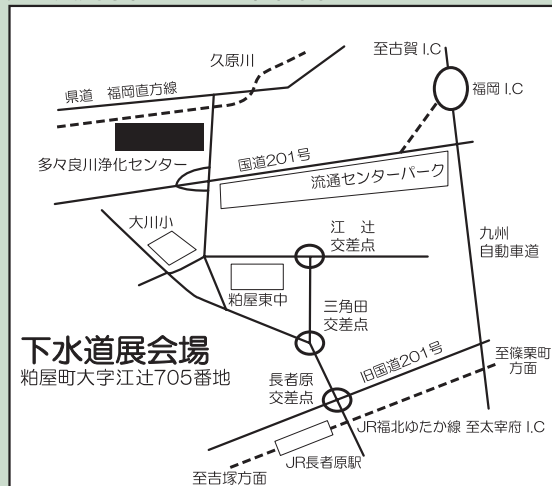 至古賀I.C
久原川
福岡I.C
県道　福岡直方線
多々良川浄化センター
国道201号
流通センターパーク
大川小
江　辻
交差点
九州
自動車道
粕屋東中
三角田
交差点
下水道展会場
粕屋町大字江辻705番地
長者原
交差点
旧国道201号
至篠栗町
方面
JR福北ゆたか線
至太宰府I.C
JR長者原駅
至吉塚方面